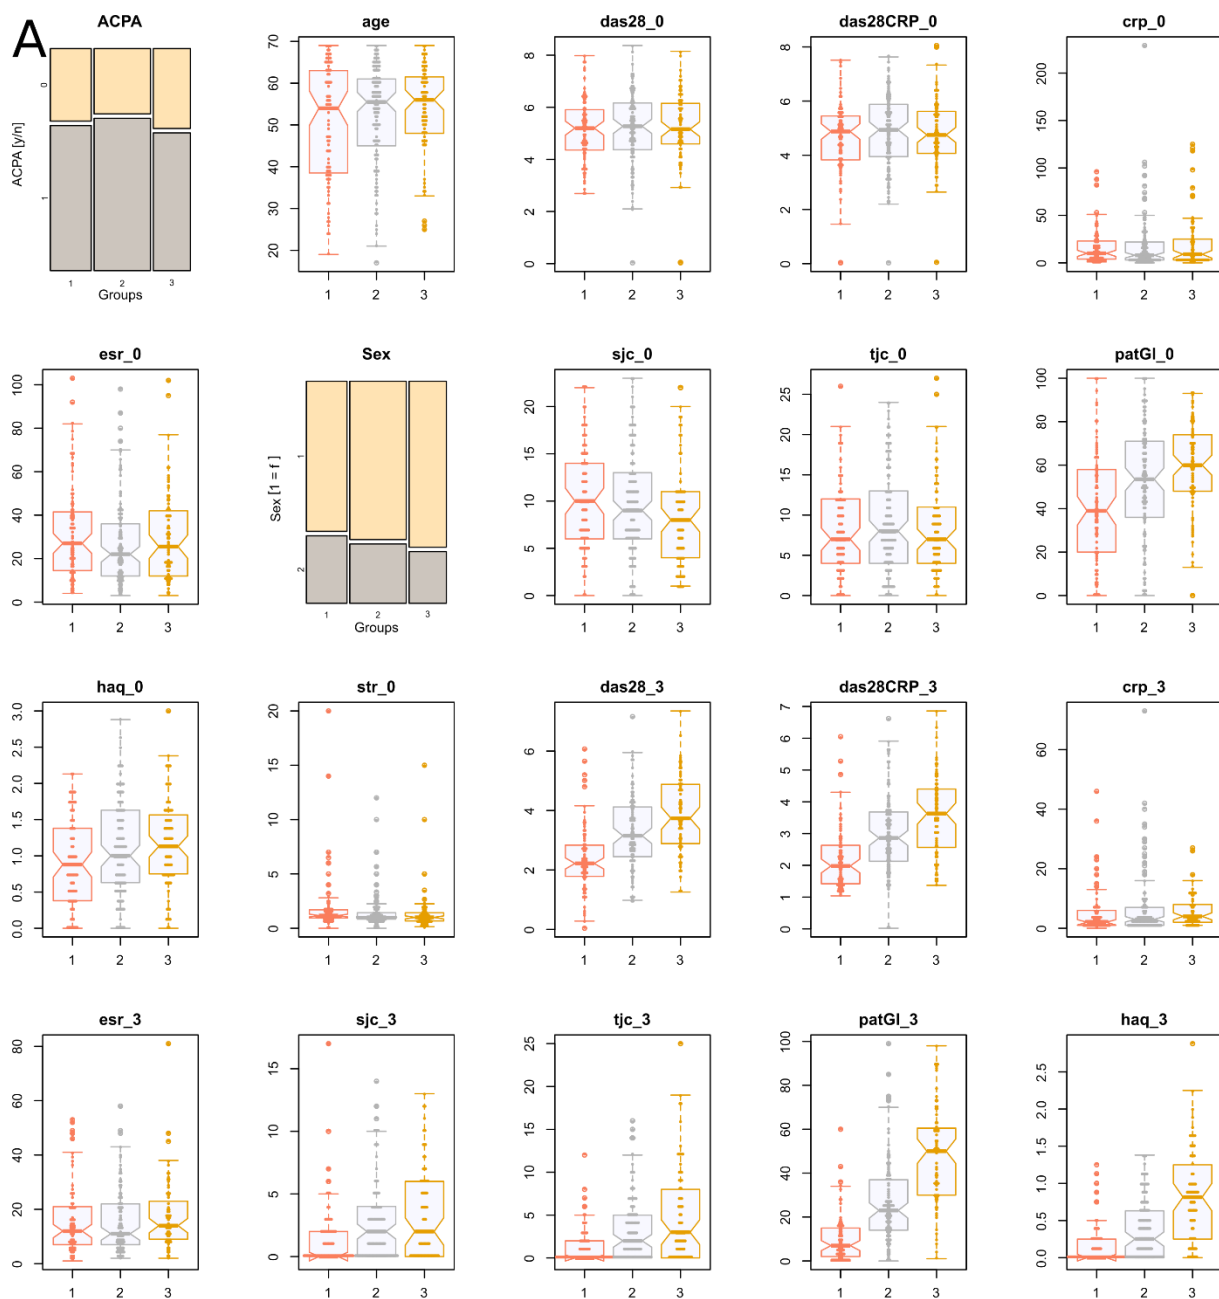 A
ACPA
0
1
ACPA [y/n]
1 2 3
Groups
age
20 30 40 50 60 70
1 2 3
das28_0
0 2 4 6 8
1 2 3
das28CRP_0
0 2 4 6 8
1 2 3
crp_0
0 50 100 150 200
1 2 3
esr_0
0 20 40 60 80 100
1 2 3
Sex
1
2
Sex [1 = f ]
1 2 3
Groups
sjc_0
0 5 10 15 20
1 2 3
tjc_0
0 5 10 15 20 25
1 2 3
patGl_0
0 20 40 60 80 100
1 2 3
haq_0
0.0 0.5 1.0 1.5 2.0 2.5 3.0
1 2 3
str_0
0 5 10 15 20
1 2 3
das28_3
0 2 4 6
1 2 3
das28CRP_3
0 1 2 3 4 5 6 7
1 2 3
crp_3
0 20 40 60
1 2 3
esr_3
0 20 40 60 80
1 2 3
sjc_3
0 5 10 15
1 2 3
tjc_3
0 5 10 15 20 25
1 2 3
patGl_3
0 20 40 60 80 100
1 2 3
haq_3
0.0 0.5 1.0 1.5 2.0 2.5
1 2 3